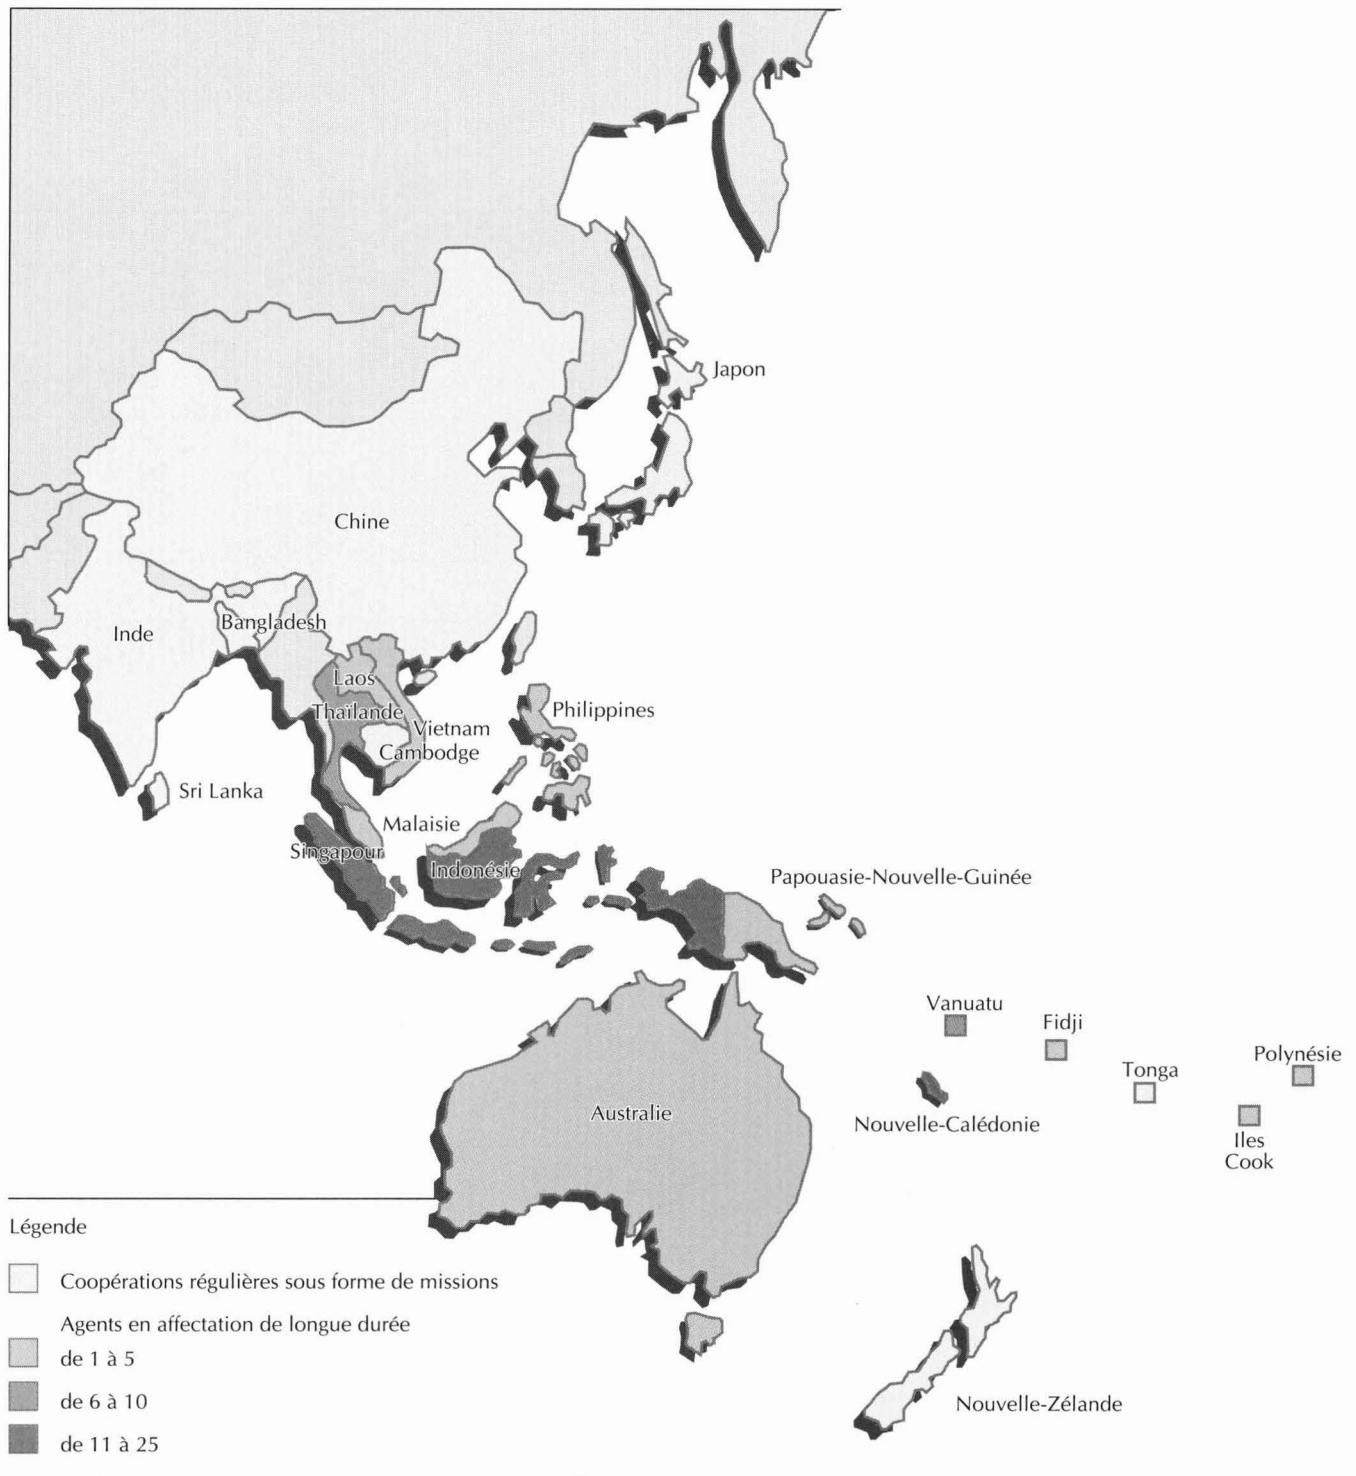 Japon
Chine
Inde
Bangladesh
Laos
Thaïlande
Vietnam
Cambodge
Philippines
Sri Lanka
Malaisie
Singapour
Indonésie
Papouasie-Nouvelle-Guinée
Vanuatu
Fidji
Tonga
Polynésie
Nouvelle-Calédonie
Iles
Cook
Australie
Nouvelle-Zélande
Légende
Coopérations régulières sous forme de missions
Agents en affectation de longue durée
de 1 à 5
de 6 à 10
de 11 à 25